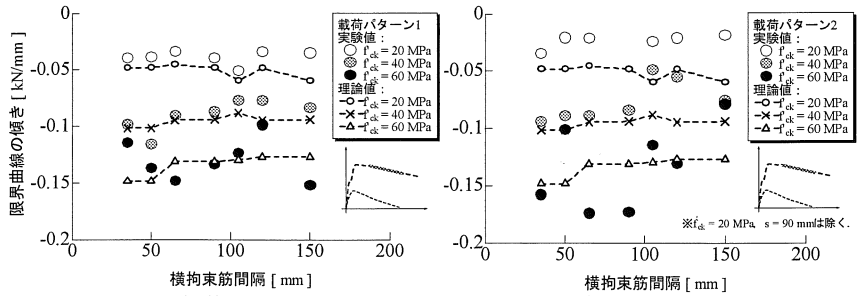 0
-0.05
-0.1
-0.15
-0.2
限界曲線の傾き [ kN/mm ]
0
50
100
150
200
横拘束筋間隔 [ mm ]
載荷パターン1
実験値：
f'ck = 20 MPa
f'ck = 40 MPa
f'ck = 60 MPa
理論値：
f'ck = 20 MPa
f'ck = 40 MPa
f'ck = 60 MPa
0
-0.05
-0.1
-0.15
-0.2
0
50
100
150
200
横拘束筋間隔 [ mm ]
載荷パターン2
実験値：
f'ck = 20 MPa
f'ck = 40 MPa
f'ck = 60 MPa
理論値：
f'ck = 20 MPa
f'ck = 40 MPa
f'ck = 60 MPa
※f'ck = 20 MPa, s = 90 mmは除く.